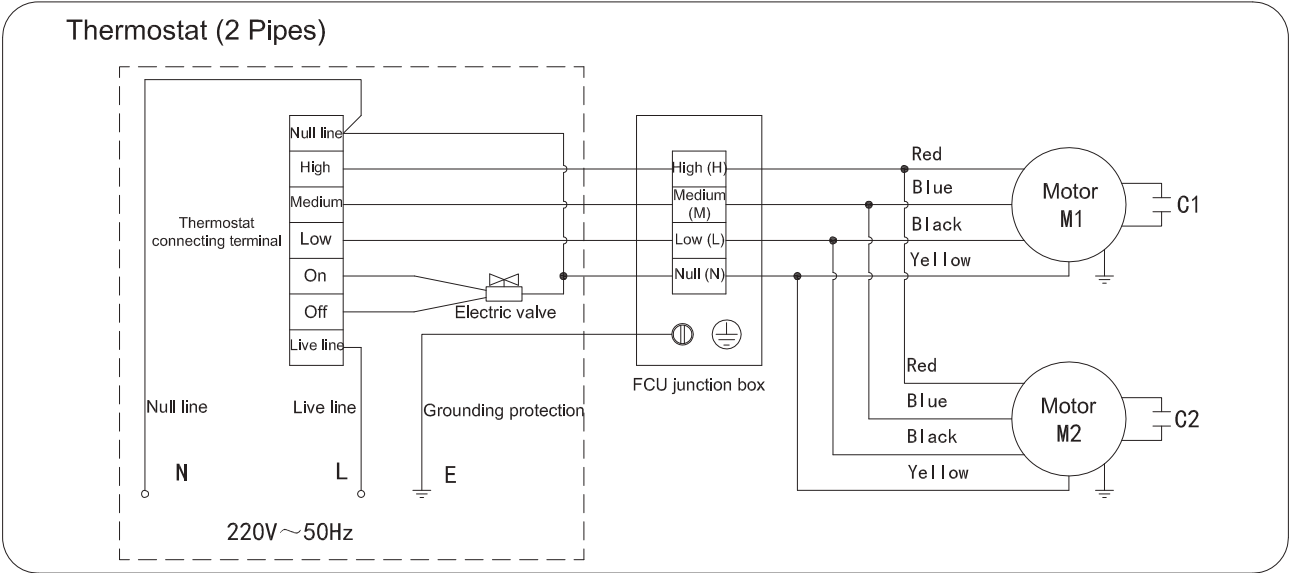 Thermostat (2 Pipes)
Null line
High
Medium
Low
On
Off
Live line
Thermostat
connecting terminal
Electric valve
Null line
Live line
Grounding protection
N
L
E
220V～50Hz
High (H)
Medium
(M)
Low (L)
Null (N)
FCU junction box
Red
Blue
Black
Yellow
Motor
M1
C1
Red
Blue
Black
Yellow
Motor
M2
C2